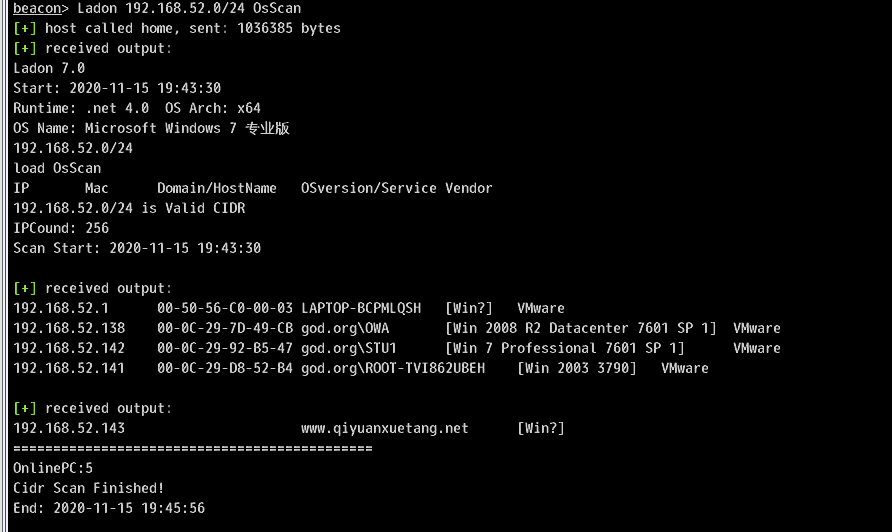 beacon> Ladon 192.168.52.0/24 OsScan
[+] host called home, sent: 1036385 bytes
[+] received output:
Ladon 7.0
Start: 2020-11-15 19:43:30
Runtime: .net 4.0  OS Arch: x64
OS Name: Microsoft Windows 7 专业版
192.168.52.0/24
load OsScan
IP       Mac      Domain/HostName   OSversion/Service Vendor
192.168.52.0/24 is Valid CIDR
IPCound: 256
Scan Start: 2020-11-15 19:43:30
[+] received output:
192.168.52.1      00-50-56-C0-00-03 LAPTOP-BCPMLQSH   [Win?]   VMware
192.168.52.138    00-0C-29-7D-49-CB god.org\OWA       [Win 2008 R2 Datacenter 7601 SP 1]  VMware
192.168.52.142    00-0C-29-92-B5-47 god.org\STU1      [Win 7 Professional 7601 SP 1]      VMware
192.168.52.141    00-0C-29-D8-52-B4 god.org\ROOT-TVI862UBEH    [Win 2003 3790]   VMware
[+] received output:
192.168.52.143                      www.qiyuanxuetang.net      [Win?]
=============================================
OnlinePC:5
Cidr Scan Finished!
End: 2020-11-15 19:45:56